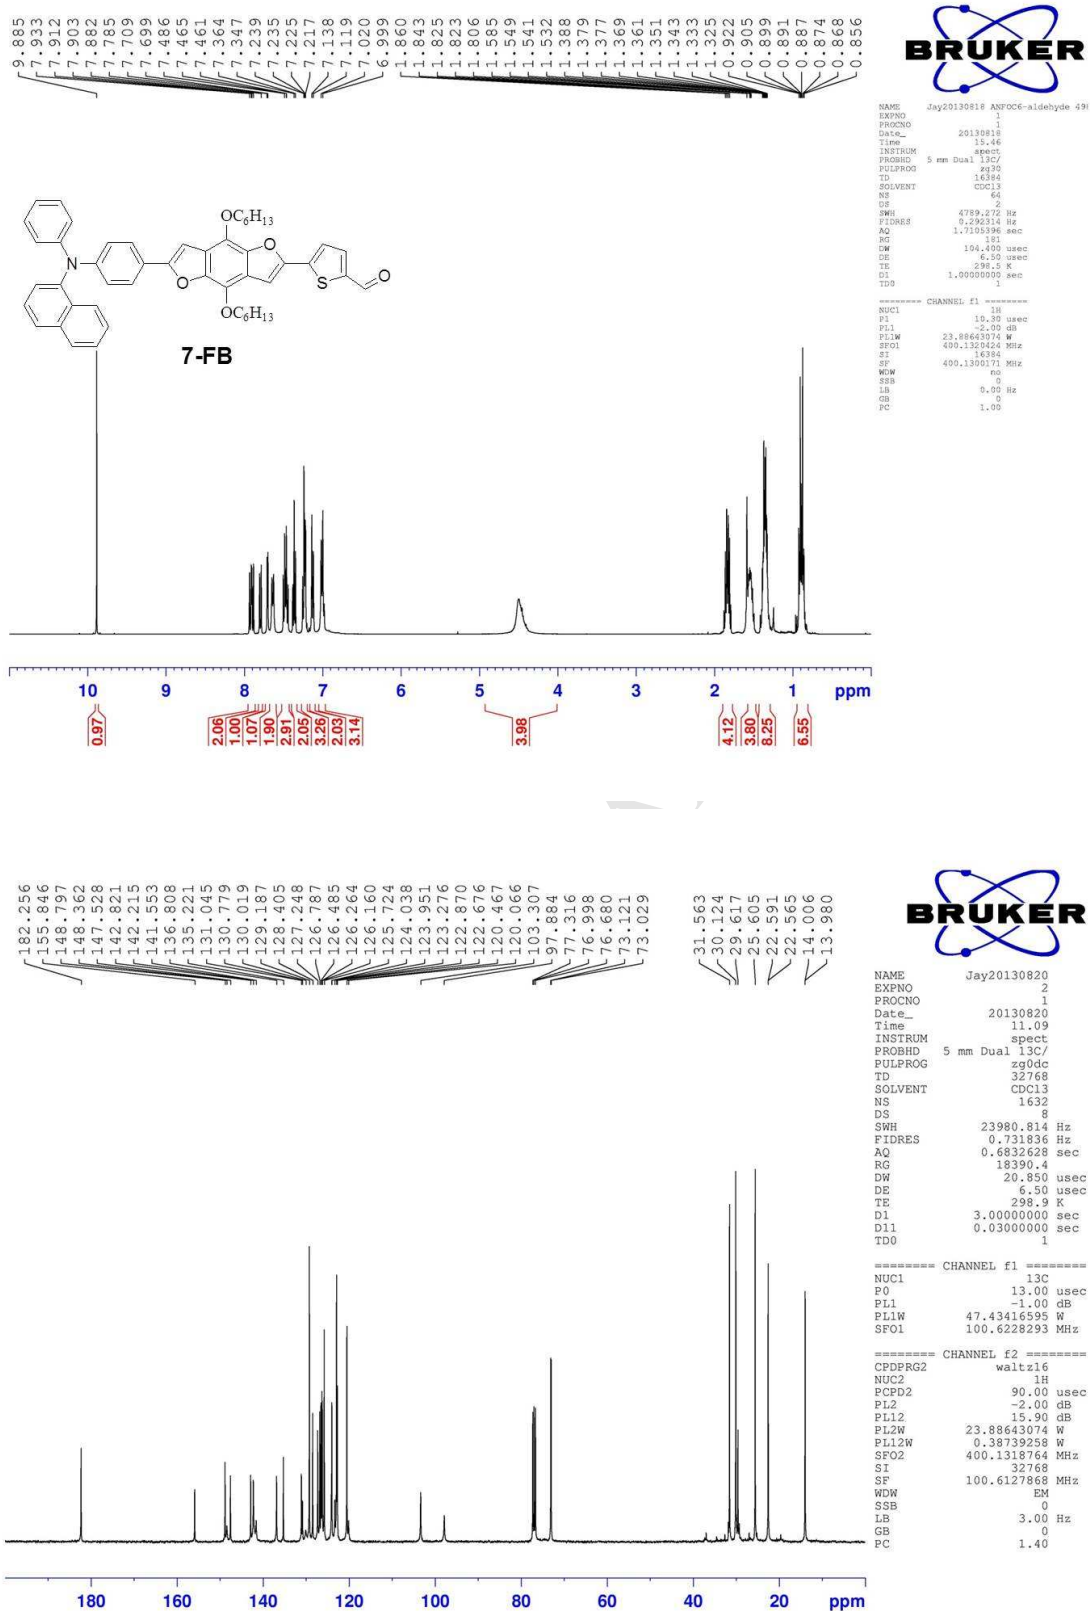 9.885
7.933
7.912
7.903
7.882
7.785
7.709
7.699
7.486
7.465
7.461
7.364
7.347
7.239
7.235
7.225
7.217
7.138
7.119
7.020
6.999
1.860
1.843
1.825
1.823
1.806
1.585
1.549
1.541
1.532
1.388
1.379
1.377
1.369
1.361
1.351
1.343
1.333
1.325
0.922
0.905
0.899
0.891
0.887
0.874
0.868
0.856
BRUKER
NAME Jay20130818 ANFOC6-aldehyde 49
EXPNO 1
PROCNO 1
Date_ 20130818
Time 15.46
INSTRUM spect
PROBHD 5 mm Dual 13C/
PULPROG zg30
TD 16384
SOLVENT CDCl3
NS 64
DS 2
SWH 4789.272 Hz
FIDRES 0.292314 Hz
AQ 1.7105396 sec
RG 181
DW 104.400 usec
DE 6.50 usec
TE 298.5 K
D1 1.00000000 sec
TD0 1
======== CHANNEL f1 ========
NUC1 1H
P1 10.30 usec
PL1 -2.00 dB
PL1W 23.88643074 W
SFO1 400.1320424 MHz
SI 16384
SF 400.1300171 MHz
WDW no
SSB 0
LB 0.00 Hz
GB 0
PC 1.00
OC6H13
O
N
S
O
O
OC6H13
7-FB
10 9 8 7 6 5 4 3 2 1 ppm
0.97
2.06
1.00
1.07
1.90
2.91
2.05
3.26
2.03
3.14
3.98
4.12
3.80
8.25
6.55
182.256
155.846
148.797
148.362
147.528
142.821
142.215
141.553
136.808
135.221
131.045
130.779
130.019
129.187
128.405
127.248
126.787
126.485
126.264
126.160
125.724
124.038
123.951
123.276
122.870
122.676
120.467
120.066
103.307
97.884
77.316
76.998
76.680
73.121
73.029
31.563
30.124
29.617
25.605
22.591
22.565
14.006
13.980
BRUKER
NAME Jay20130820
EXPNO 2
PROCNO 1
Date_ 20130820
Time 11.09
INSTRUM spect
PROBHD 5 mm Dual 13C/
PULPROG zg0dc
TD 32768
SOLVENT CDCl3
NS 1632
DS 8
SWH 23980.814 Hz
FIDRES 0.731836 Hz
AQ 0.6832628 sec
RG 18390.4
DW 20.850 usec
DE 6.50 usec
TE 298.9 K
D1 3.00000000 sec
D11 0.03000000 sec
TD0 1
======== CHANNEL f1 ========
NUC1 13C
P0 13.00 usec
PL1 -1.00 dB
PL1W 47.43416595 W
SFO1 100.6228293 MHz
======== CHANNEL f2 ========
CPDPRG2 waltz16
NUC2 1H
PCPD2 90.00 usec
PL2 -2.00 dB
PL12 15.90 dB
PL2W 23.88643074 W
PL12W 0.38739258 W
SFO2 400.1318764 MHz
SI 32768
SF 100.6127868 MHz
WDW EM
SSB 0
LB 3.00 Hz
GB 0
PC 1.40
180 160 140 120 100 80 60 40 20 ppm